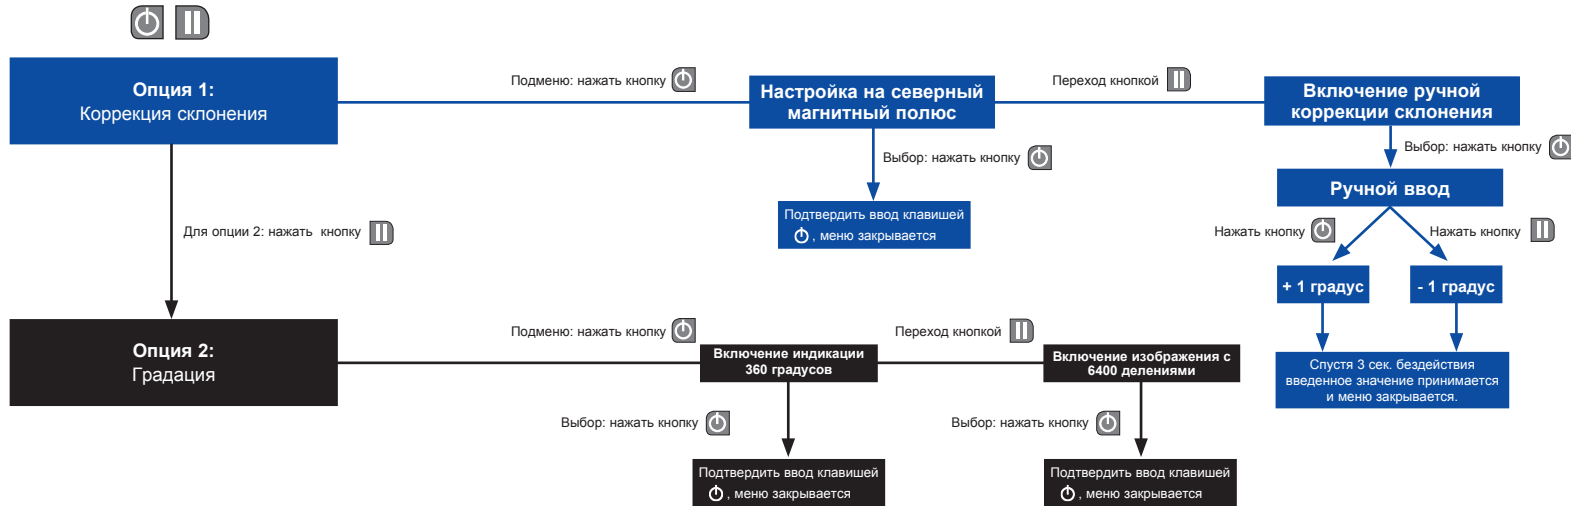 Опция 1:
Коррекция склонения
Подменю: нажать кнопку
Настройка на северный
магнитный полюс
Переход кнопкой
Включение ручной
коррекции склонения
Выбор: нажать кнопку
Подтвердить ввод клавишей
, меню закрывается
Выбор: нажать кнопку
Ручной ввод
Нажать кнопку
Нажать кнопку
+ 1 градус
- 1 градус
Спустя 3 сек. бездействия
введенное значение принимается
и меню закрывается.
Для опции 2: нажать кнопку
Опция 2:
Градация
Подменю: нажать кнопку
Включение индикации
360 градусов
Переход кнопкой
Включение изображения с
6400 делениями
Выбор: нажать кнопку
Выбор: нажать кнопку
Подтвердить ввод клавишей
, меню закрывается
Подтвердить ввод клавишей
, меню закрывается